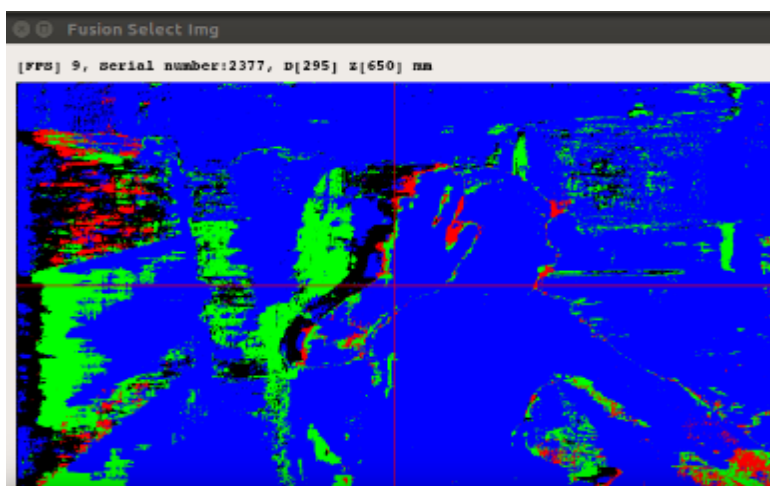 Fusion Select Img
[FPS] 9, serial number:2377, D[295] Z[650] mm